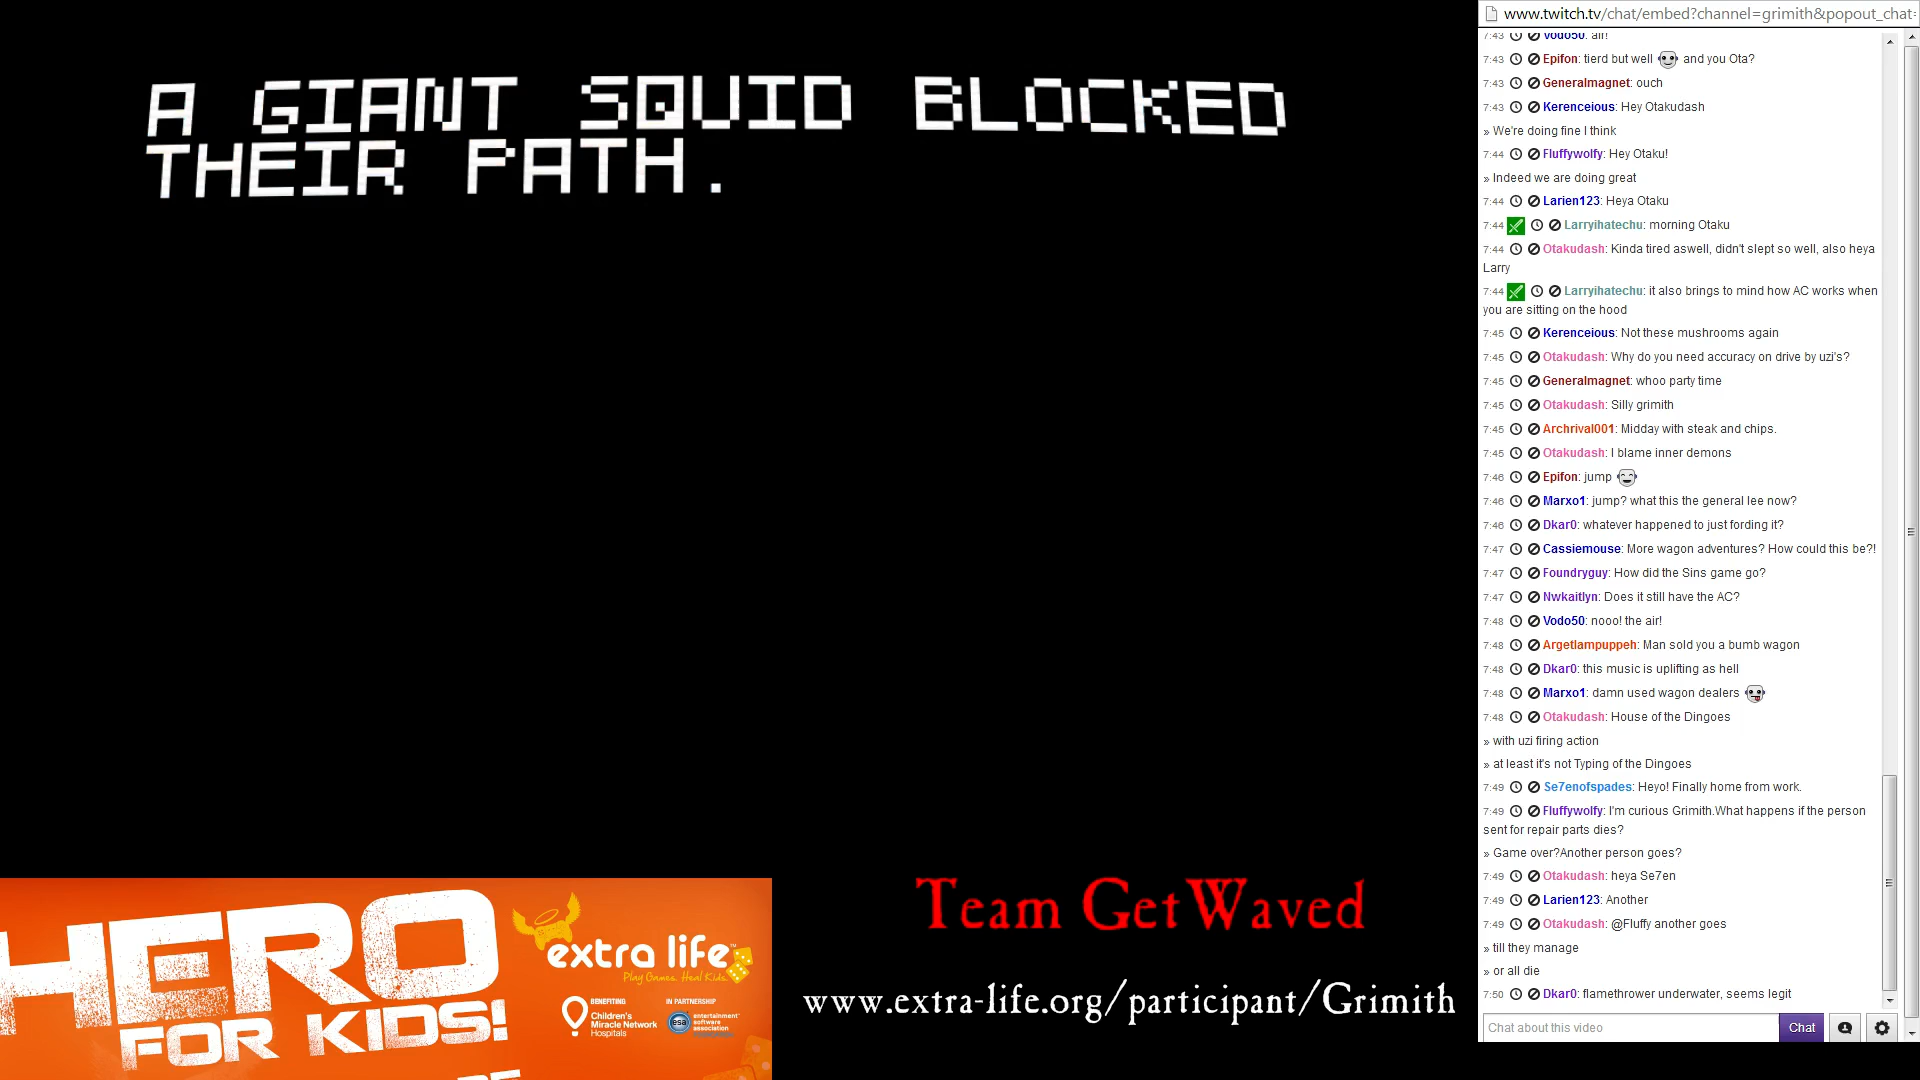 A GIANT SQUID BLOCKED
THEIR PATH.
HERO
FOR KIDS!
extra life™
Play Games. Heal Kids.
BENEFITING
Children's
Miracle Network
Hospitals
IN PARTNERSHIP
esa
entertainment
software
association
Team GetWaved
www.extra-life.org/participant/Grimith
www.twitch.tv/chat/embed?channel=grimith&popout_chat=
7:43 Vodo50: air!
7:43 Epifon: tierd but well and you Ota?
7:43 Generalmagnet: ouch
7:43 Kerenceious: Hey Otakudash
» We're doing fine I think
7:44 Fluffywolfy: Hey Otaku!
» Indeed we are doing great
7:44 Larien123: Heya Otaku
7:44 Larryihatechu: morning Otaku
7:44 Otakudash: Kinda tired aswell, didn't slept so well, also heya
Larry
7:44 Larryihatechu: it also brings to mind how AC works when
you are sitting on the hood
7:45 Kerenceious: Not these mushrooms again
7:45 Otakudash: Why do you need accuracy on drive by uzi's?
7:45 Generalmagnet: whoo party time
7:45 Otakudash: Silly grimith
7:45 Archrival001: Midday with steak and chips.
7:45 Otakudash: I blame inner demons
7:46 Epifon: jump
7:46 Marxo1: jump? what this the general lee now?
7:46 Dkar0: whatever happened to just fording it?
7:47 Cassiemouse: More wagon adventures? How could this be?!
7:47 Foundryguy: How did the Sins game go?
7:47 Nwkaitlyn: Does it still have the AC?
7:48 Vodo50: nooo! the air!
7:48 Argetlampuppeh: Man sold you a bumb wagon
7:48 Dkar0: this music is uplifting as hell
7:48 Marxo1: damn used wagon dealers
7:48 Otakudash: House of the Dingoes
» with uzi firing action
» at least it's not Typing of the Dingoes
7:49 Se7enofspades: Heyo! Finally home from work.
7:49 Fluffywolfy: I'm curious Grimith.What happens if the person
sent for repair parts dies?
» Game over?Another person goes?
7:49 Otakudash: heya Se7en
7:49 Larien123: Another
7:49 Otakudash: @Fluffy another goes
» till they manage
» or all die
7:50 Dkar0: flamethrower underwater, seems legit
Chat about this video
Chat